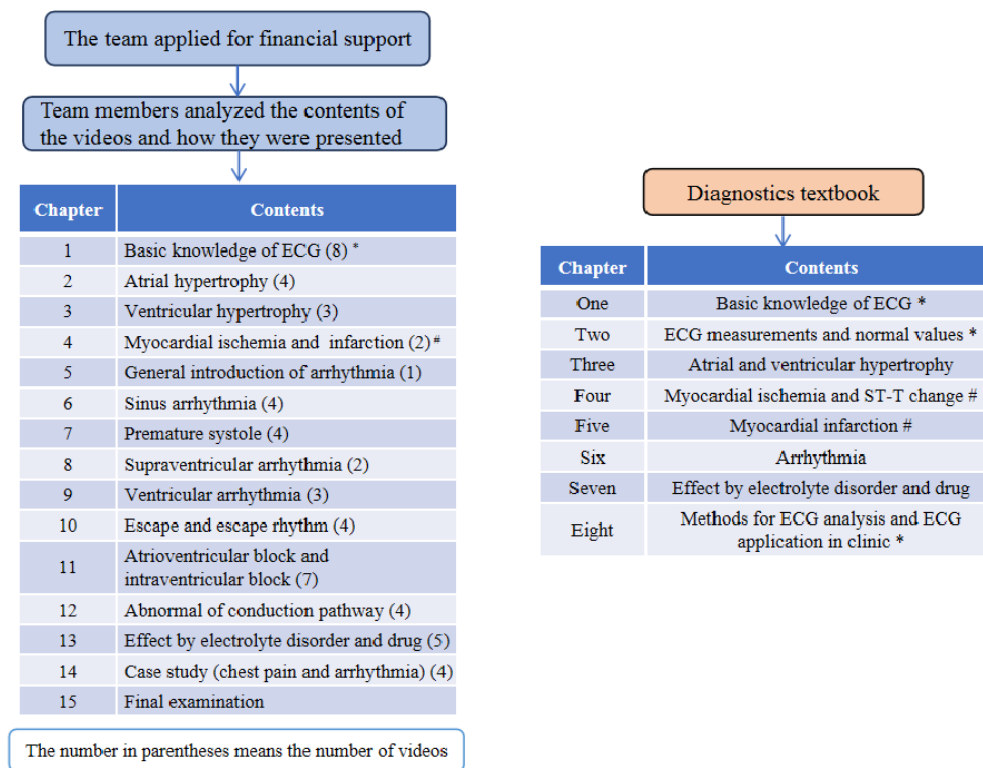 The team applied for financial support
Team members analyzed the contents of
the videos and how they were presented
Chapter Contents
1 Basic knowledge of ECG (8) *
2 Atrial hypertrophy (4)
3 Ventricular hypertrophy (3)
4 Myocardial ischemia and infarction (2) #
5 General introduction of arrhythmia (1)
6 Sinus arrhythmia (4)
7 Premature systole (4)
8 Supraventricular arrhythmia (2)
9 Ventricular arrhythmia (3)
10 Escape and escape rhythm (4)
11 Atrioventricular block and
intraventricular block (7)
12 Abnormal of conduction pathway (4)
13 Effect by electrolyte disorder and drug (5)
14 Case study (chest pain and arrhythmia) (4)
15 Final examination
The number in parentheses means the number of videos
Diagnostics textbook
Chapter Contents
One Basic knowledge of ECG *
Two ECG measurements and normal values *
Three Atrial and ventricular hypertrophy
Four Myocardial ischemia and ST-T change #
Five Myocardial infarction #
Six Arrhythmia
Seven Effect by electrolyte disorder and drug
Eight Methods for ECG analysis and ECG
application in clinic *